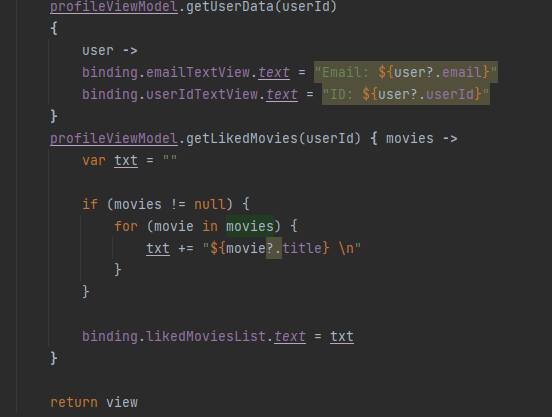 profileViewModel.getUserData(userId)
{
user ->
binding.emailTextView.text = "Email: ${user?.email}"
binding.userIdTextView.text = "ID: ${user?.userId}"
}
profileViewModel.getLikedMovies(userId) { movies ->
var txt = ""
if (movies != null) {
for (movie in movies) {
txt += "${movie?.title} \n"
}
}
binding.likedMoviesList.text = txt
}
return view